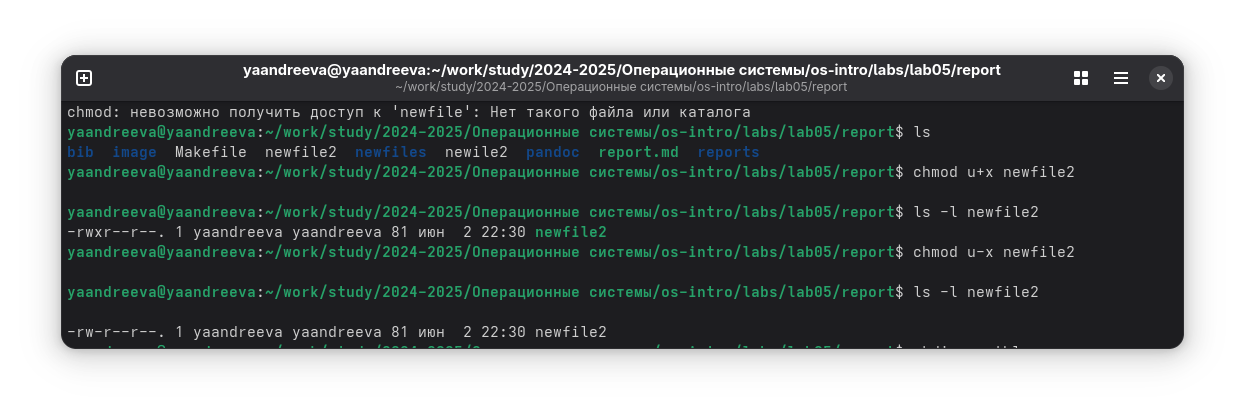 yaandreeva@yaandreeva:~/work/study/2024-2025/Операционные системы/os-intro/labs/lab05/report
~/work/study/2024-2025/Операционные системы/os-intro/labs/lab05/report
chmod: невозможно получить доступ к 'newfile': Нет такого файла или каталога
yaandreeva@yaandreeva:~/work/study/2024-2025/Операционные системы/os-intro/labs/lab05/report$ ls
bib  image  Makefile  newfile2  newfiles  newile2  pandoc  report.md  reports
yaandreeva@yaandreeva:~/work/study/2024-2025/Операционные системы/os-intro/labs/lab05/report$ chmod u+x newfile2
yaandreeva@yaandreeva:~/work/study/2024-2025/Операционные системы/os-intro/labs/lab05/report$ ls -l newfile2
-rwxr--r--. 1 yaandreeva yaandreeva 81 июн  2 22:30 newfile2
yaandreeva@yaandreeva:~/work/study/2024-2025/Операционные системы/os-intro/labs/lab05/report$ chmod u-x newfile2
yaandreeva@yaandreeva:~/work/study/2024-2025/Операционные системы/os-intro/labs/lab05/report$ ls -l newfile2
-rw-r--r--. 1 yaandreeva yaandreeva 81 июн  2 22:30 newfile2